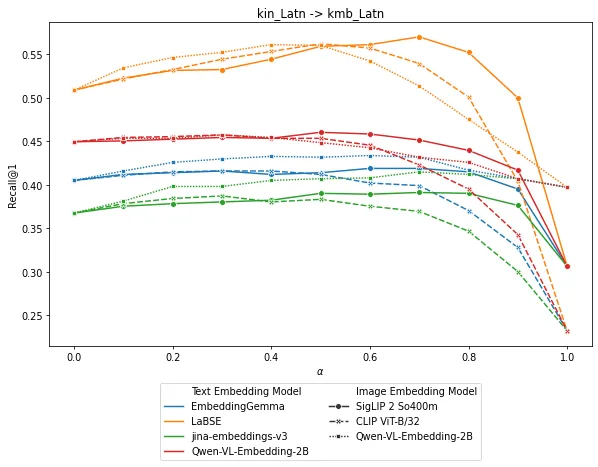 kin_Latn -> kmb_Latn
Recall@1
0.55
0.50
0.45
0.40
0.35
0.30
0.25
0.0 0.2 0.4 0.6 0.8 1.0
α
Text Embedding Model Image Embedding Model
EmbeddingGemma SigLIP 2 So400m
LaBSE CLIP ViT-B/32
jina-embeddings-v3 Qwen-VL-Embedding-2B
Qwen-VL-Embedding-2B